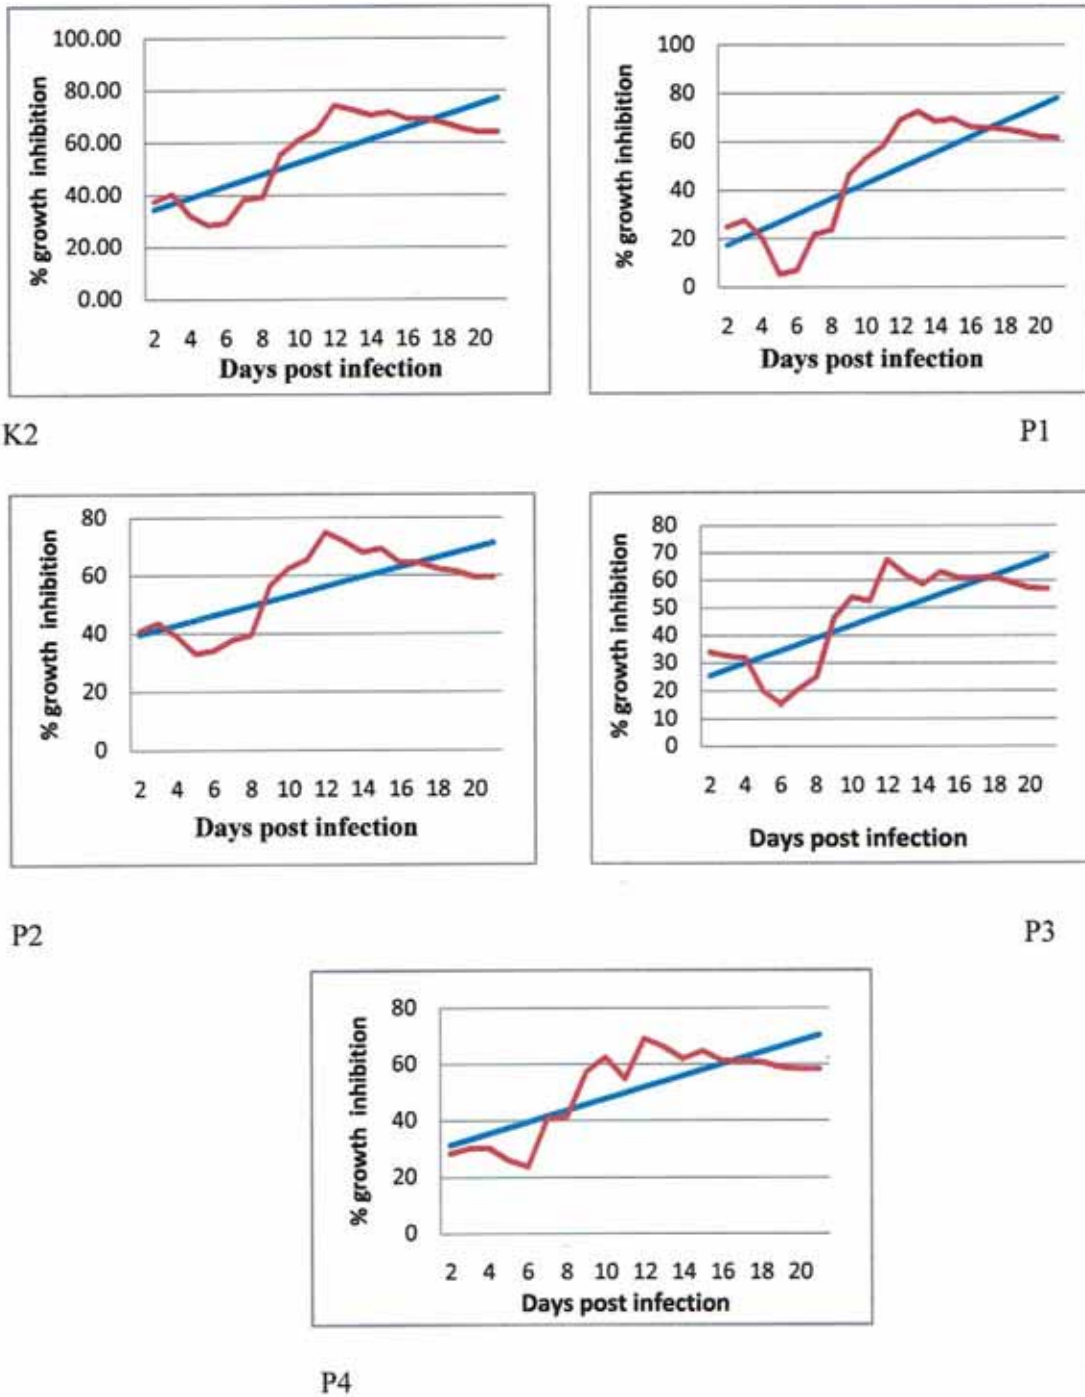 100.00
80.00
60.00
40.00
20.00
0.00
% growth inhibition
2 4 6 8 10 12 14 16 18 20
Days post infection
K2
100
80
60
40
20
0
% growth inhibition
2 4 6 8 10 12 14 16 18 20
Days post infection
P1
80
60
40
20
0
% growth inhibition
2 4 6 8 10 12 14 16 18 20
Days post infection
P2
80
70
60
50
40
30
20
10
0
% growth inhibition
2 4 6 8 10 12 14 16 18 20
Days post infection
P3
80
60
40
20
0
% growth inhibition
2 4 6 8 10 12 14 16 18 20
Days post infection
P4